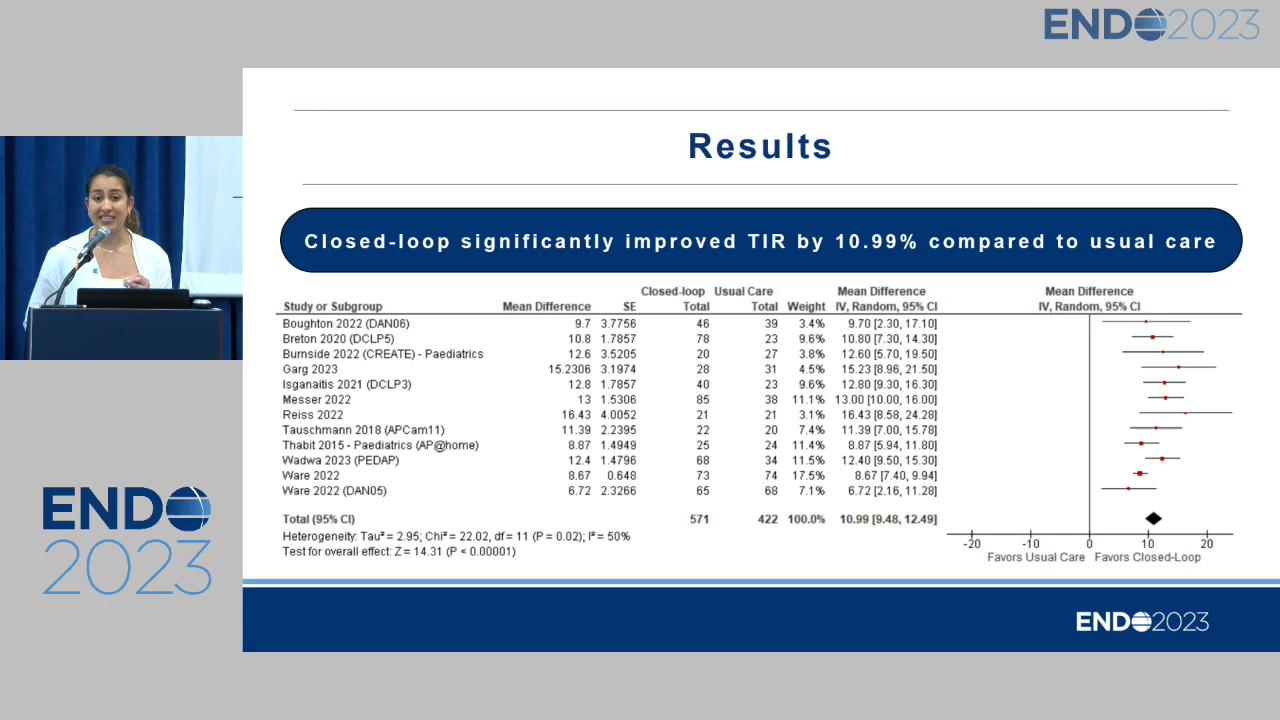 END 2023
Results
Closed-loop significantly improved TIR by 10.99% compared to usual care
Closed-loop Usual Care Mean Difference Mean Difference
Study or Subgroup Mean Difference SE Total Total Weight IV, Random, 95% CI IV, Random, 95% CI
Boughton 2022 (DAN06) 9.7 3.7756 46 39 3.4% 9.70 [2.30, 17.10]
Breton 2020 (DCLP5) 10.8 1.7857 78 23 9.6% 10.80 [7.30, 14.30]
Burnside 2022 (CREATE) - Paediatrics 12.6 3.5205 20 27 3.8% 12.60 [5.70, 19.50]
Garg 2023 15.2306 3.1974 28 31 4.5% 15.23 [8.96, 21.50]
Isganaitis 2021 (DCLP3) 12.8 1.7857 40 23 9.6% 12.80 [9.30, 16.30]
Messer 2022 13 1.5306 85 38 11.1% 13.00 [10.00, 16.00]
Reiss 2022 16.43 4.0052 21 21 3.1% 16.43 [8.58, 24.28]
Tauschmann 2018 (APCam11) 11.39 2.2395 22 20 7.4% 11.39 [7.00, 15.78]
Thabit 2015 - Paediatrics (AP@home) 8.87 1.4949 25 24 11.4% 8.87 [5.94, 11.80]
Wadwa 2023 (PEDAP) 12.4 1.4796 68 34 11.5% 12.40 [9.50, 15.30]
Ware 2022 8.67 0.648 73 74 17.5% 8.67 [7.40, 9.94]
Ware 2022 (DAN05) 6.72 2.3266 65 68 7.1% 6.72 [2.16, 11.28]
Total (95% CI) 571 422 100.0% 10.99 [9.48, 12.49]
Heterogeneity: Tau² = 2.95; Chi² = 22.02, df = 11 (P = 0.02); I² = 50%
Test for overall effect: Z = 14.31 (P < 0.00001)
-20 -10 0 10 20
Favors Usual Care Favors Closed-Loop
ENDO
2023
ENDO2023